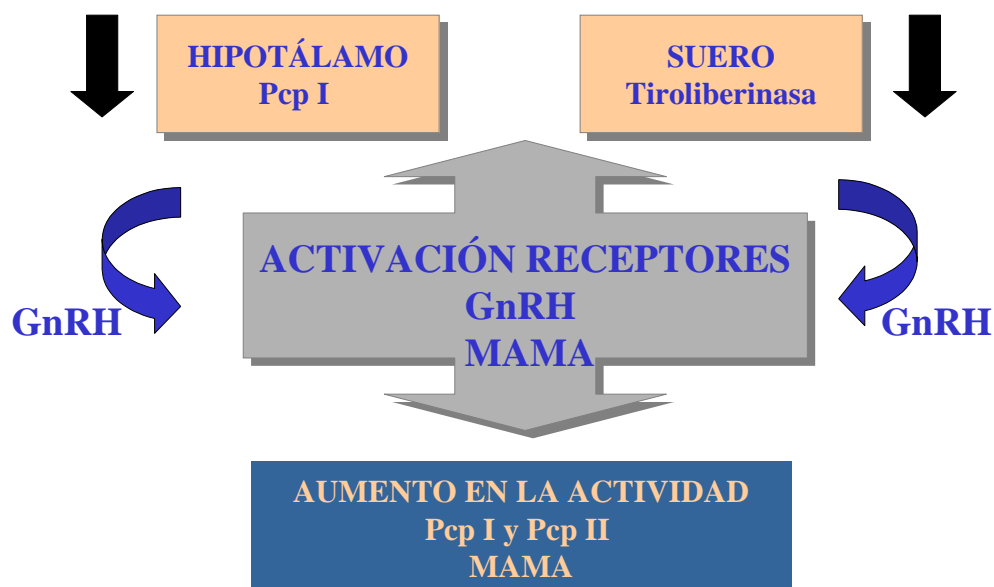 HIPOTÁLAMO
Pcp I
SUERO
Tiroliberinasa
ACTIVACIÓN RECEPTORES
GnRH
MAMA
GnRH
GnRH
AUMENTO EN LA ACTIVIDAD
Pcp I y Pcp II
MAMA